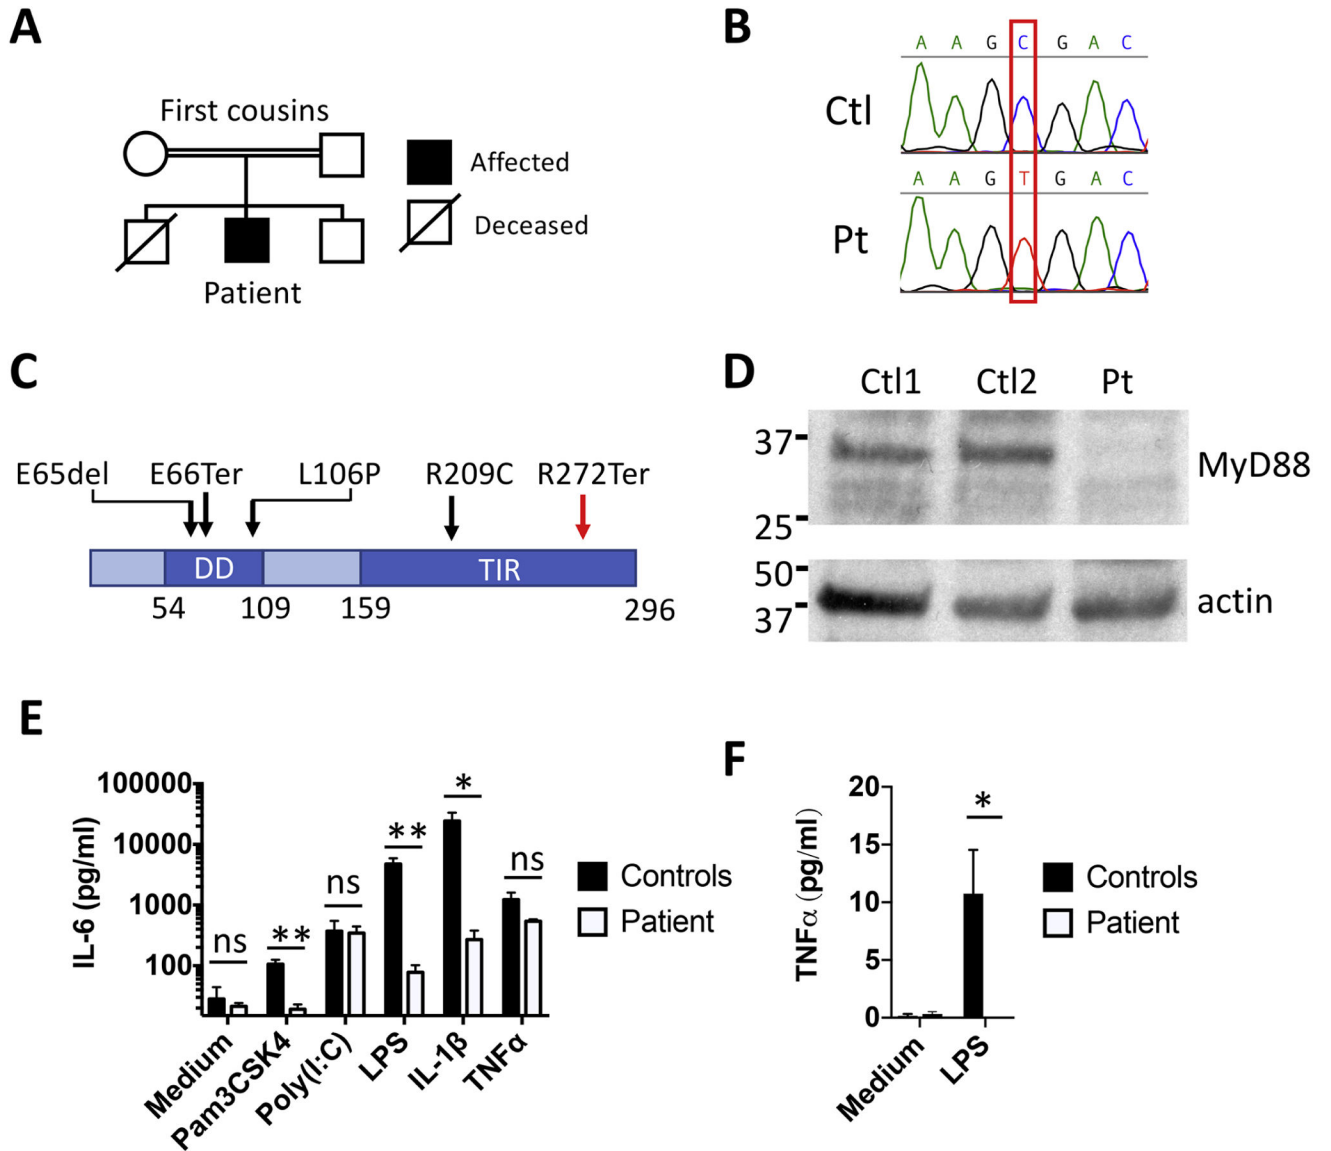 A
First cousins
Affected
Deceased
Patient
B
A A G C G A C
Ctl
A A G T G A C
Pt
C
E65del E66Ter L106P R209C R272Ter
DD TIR
54 109 159 296
D
Ctl1 Ctl2 Pt
37
MyD88
25
50
actin
37
E
IL-6 (pg/ml)
100000
10000
1000
100
ns ** ns ** * ns
Controls
Patient
Medium Pam3CSK4 Poly(I:C) LPS IL-1β TNFα
F
TNFα (pg/ml)
20
15
10
5
0
*
Controls
Patient
Medium LPS